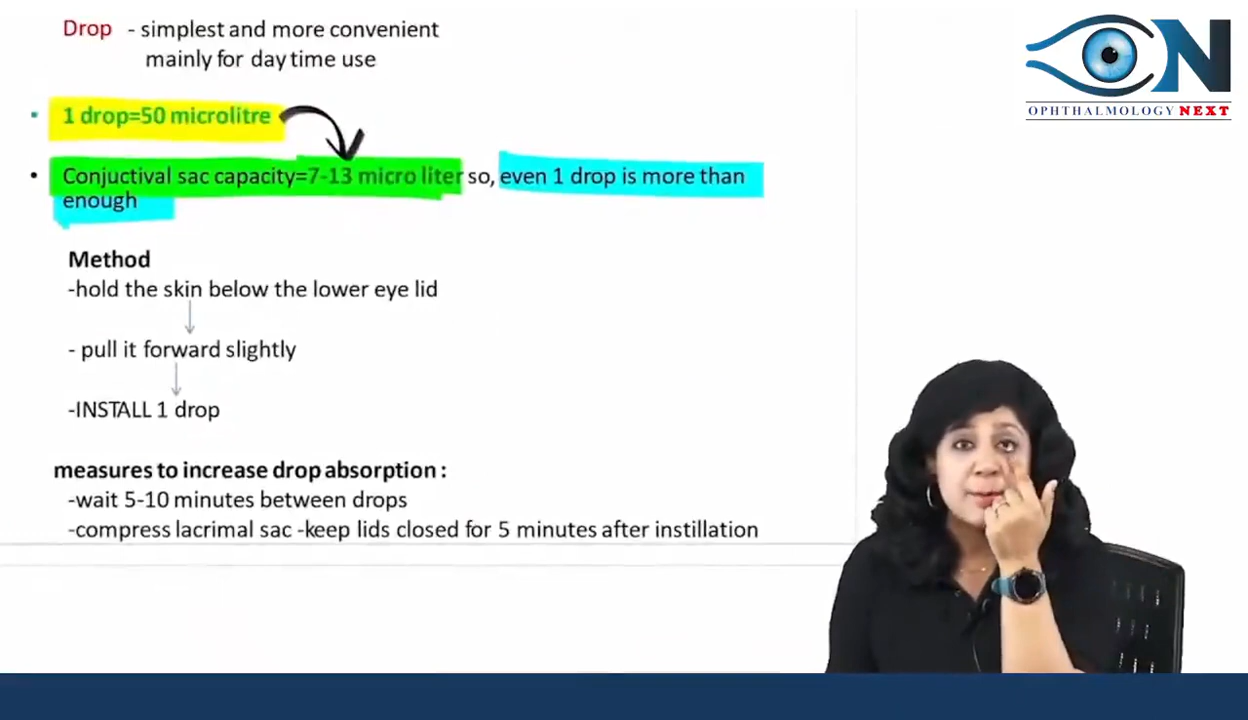 Drop - simplest and more convenient
mainly for day time use
• 1 drop=50 microlitre
• Conjuctival sac capacity=7-13 micro liter so, even 1 drop is more than
enough
Method
-hold the skin below the lower eye lid
- pull it forward slightly
-INSTALL 1 drop
measures to increase drop absorption :
-wait 5-10 minutes between drops
-compress lacrimal sac -keep lids closed for 5 minutes after instillation
ON
OPHTHALMOLOGY NEXT